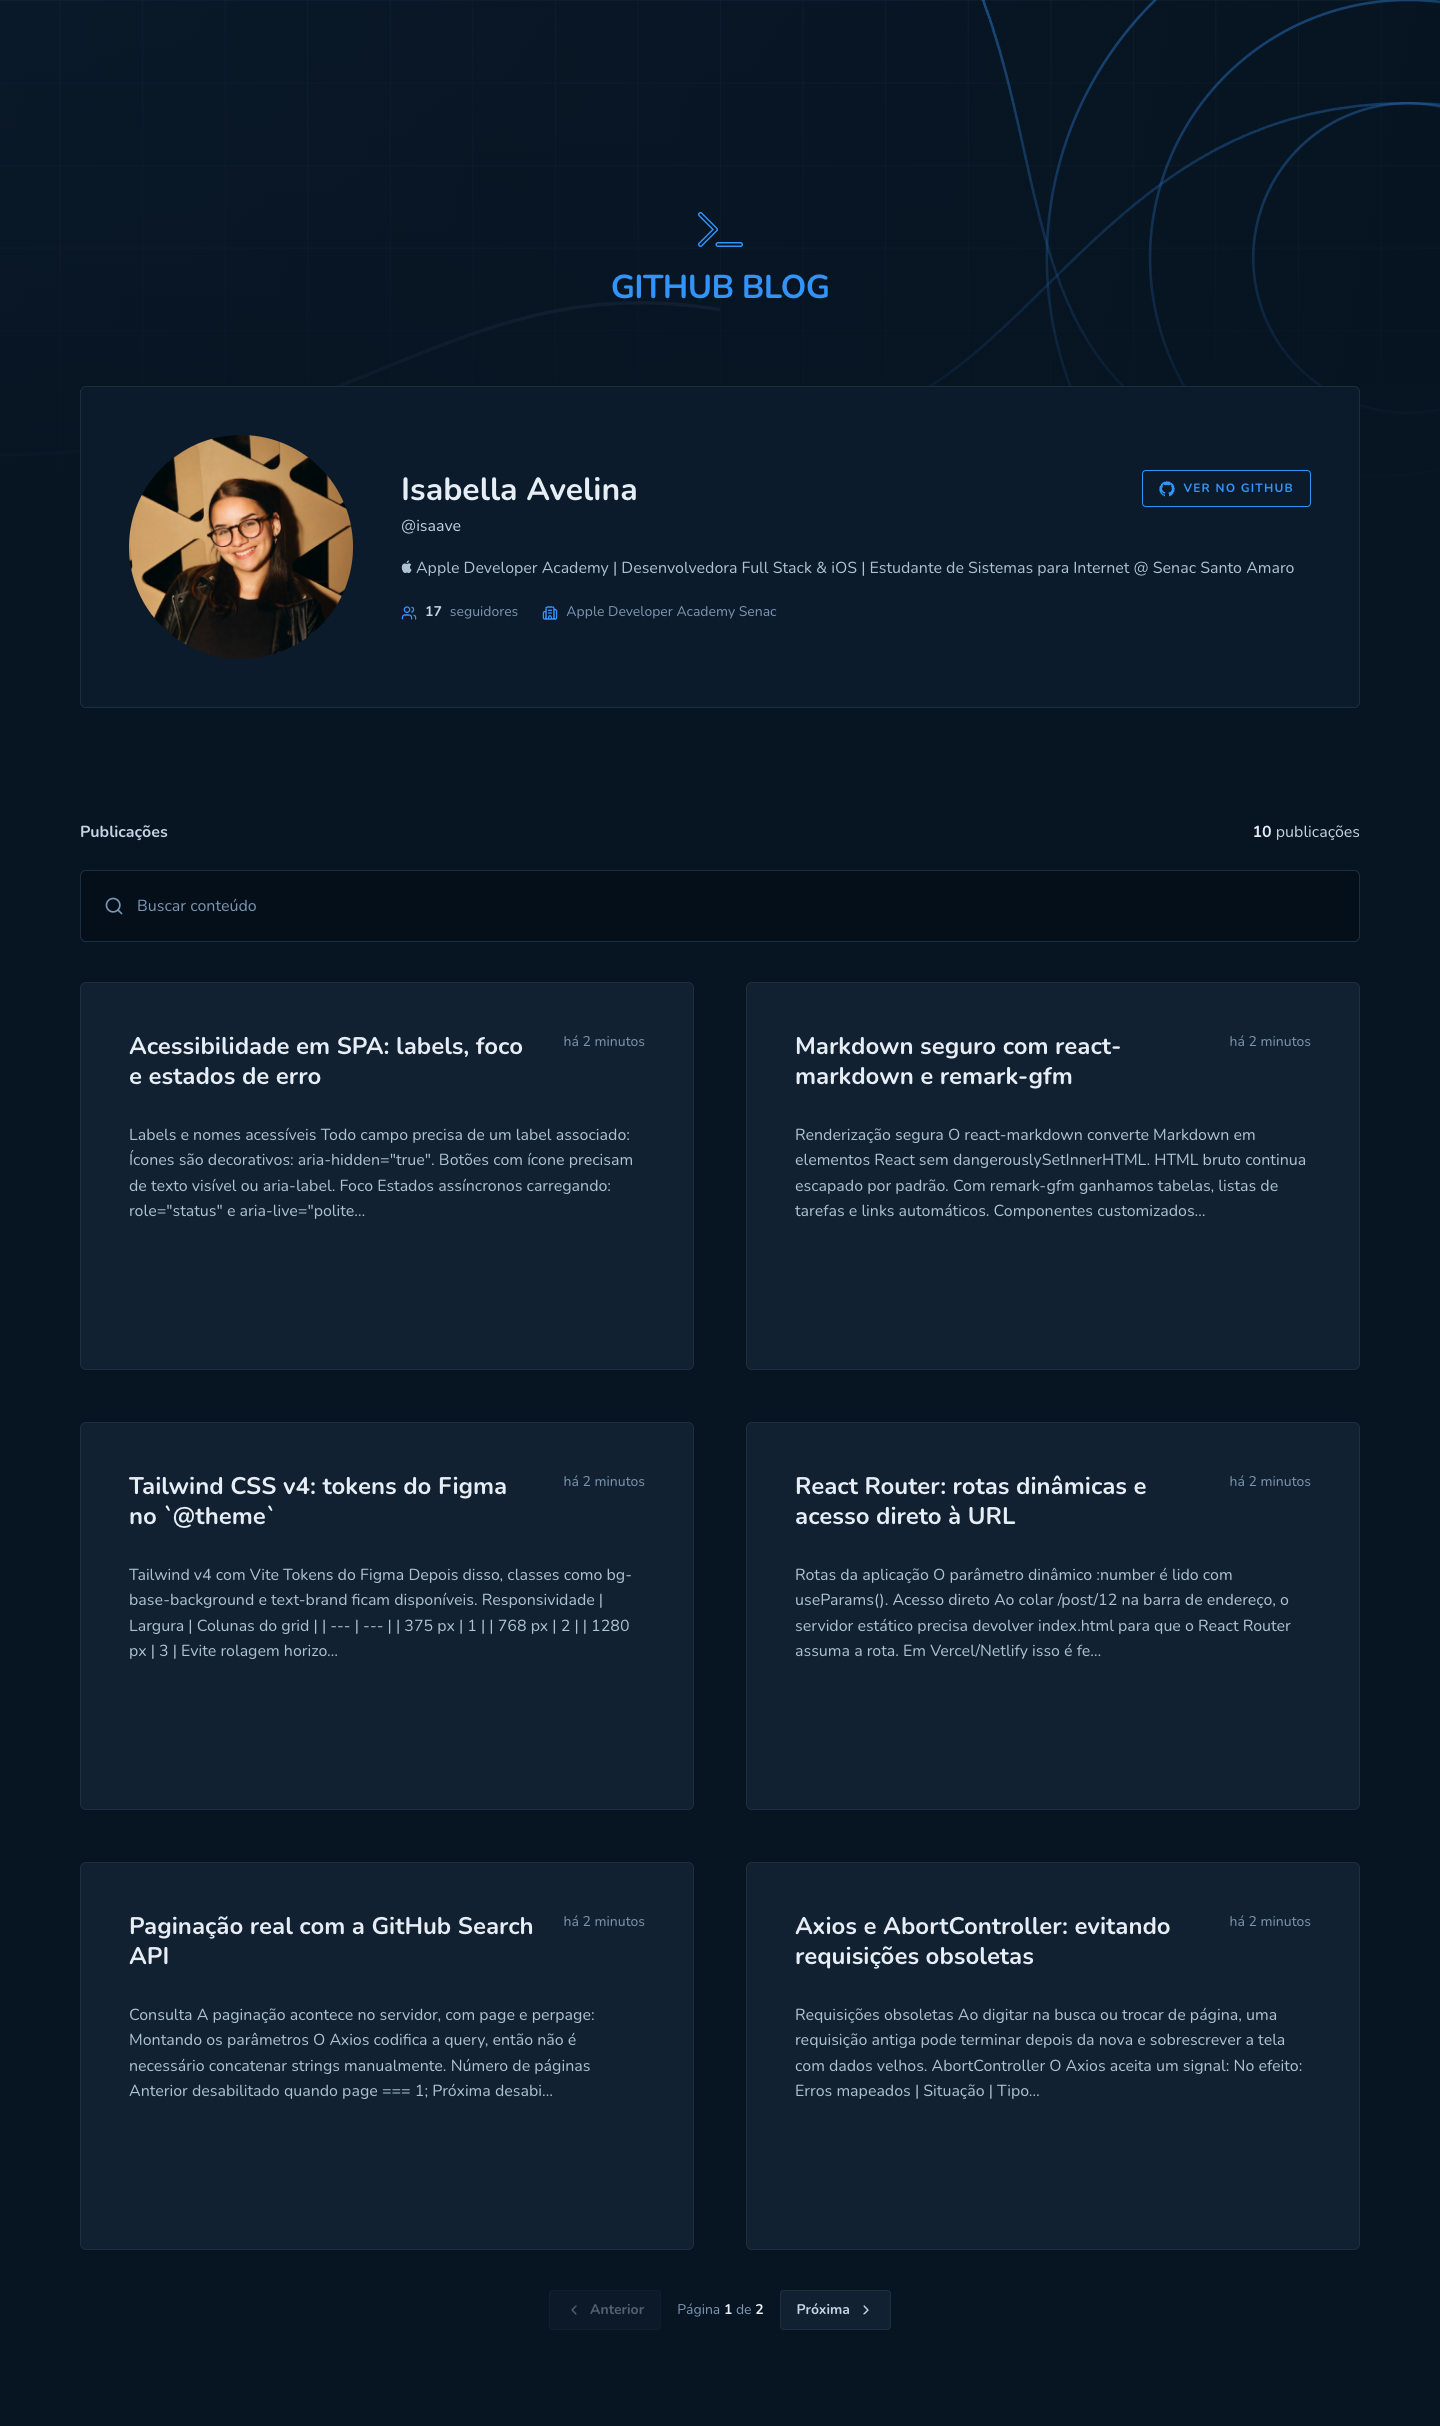 GITHUB BLOG
Isabella Avelina
VER NO GITHUB
@isaave
Apple Developer Academy | Desenvolvedora Full Stack & iOS | Estudante de Sistemas para Internet @ Senac Santo Amaro
17 seguidores Apple Developer Academy Senac
Publicações
10 publicações
Buscar conteúdo
Acessibilidade em SPA: labels, foco
e estados de erro
há 2 minutos
Labels e nomes acessíveis Todo campo precisa de um label associado:
Ícones são decorativos: aria-hidden="true". Botões com ícone precisam
de texto visível ou aria-label. Foco Estados assíncronos carregando:
role="status" e aria-live="polite...
Markdown seguro com react-
markdown e remark-gfm
há 2 minutos
Renderização segura O react-markdown converte Markdown em
elementos React sem dangerouslySetInnerHTML. HTML bruto continua
escapado por padrão. Com remark-gfm ganhamos tabelas, listas de
tarefas e links automáticos. Componentes customizados...
Tailwind CSS v4: tokens do Figma
no `@theme`
há 2 minutos
Tailwind v4 com Vite Tokens do Figma Depois disso, classes como bg-
base-background e text-brand ficam disponíveis. Responsividade |
Largura | Colunas do grid | | --- | --- | | 375 px | 1 | | 768 px | 2 | | 1280
px | 3 | Evite rolagem horizo...
React Router: rotas dinâmicas e
acesso direto à URL
há 2 minutos
Rotas da aplicação O parâmetro dinâmico :number é lido com
useParams(). Acesso direto Ao colar /post/12 na barra de endereço, o
servidor estático precisa devolver index.html para que o React Router
assuma a rota. Em Vercel/Netlify isso é fe...
Paginação real com a GitHub Search
API
há 2 minutos
Consulta A paginação acontece no servidor, com page e perpage:
Montando os parâmetros O Axios codifica a query, então não é
necessário concatenar strings manualmente. Número de páginas
Anterior desabilitado quando page === 1; Próxima desabi...
Axios e AbortController: evitando
requisições obsoletas
há 2 minutos
Requisições obsoletas Ao digitar na busca ou trocar de página, uma
requisição antiga pode terminar depois da nova e sobrescrever a tela
com dados velhos. AbortController O Axios aceita um signal: No efeito:
Erros mapeados | Situação | Tipo...
Anterior
Página 1 de 2
Próxima